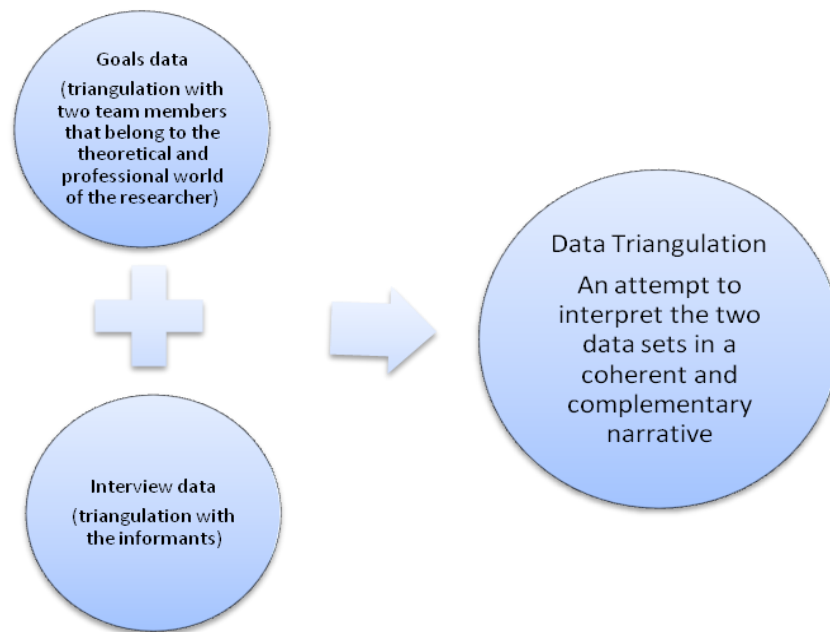 Goals data
(triangulation with
two team members
that belong to the
theoretical and
professional world
of the researcher)
Interview data
(triangulation with
the informants)
Data Triangulation
An attempt to
interpret the two
data sets in a
coherent and
complementary
narrative